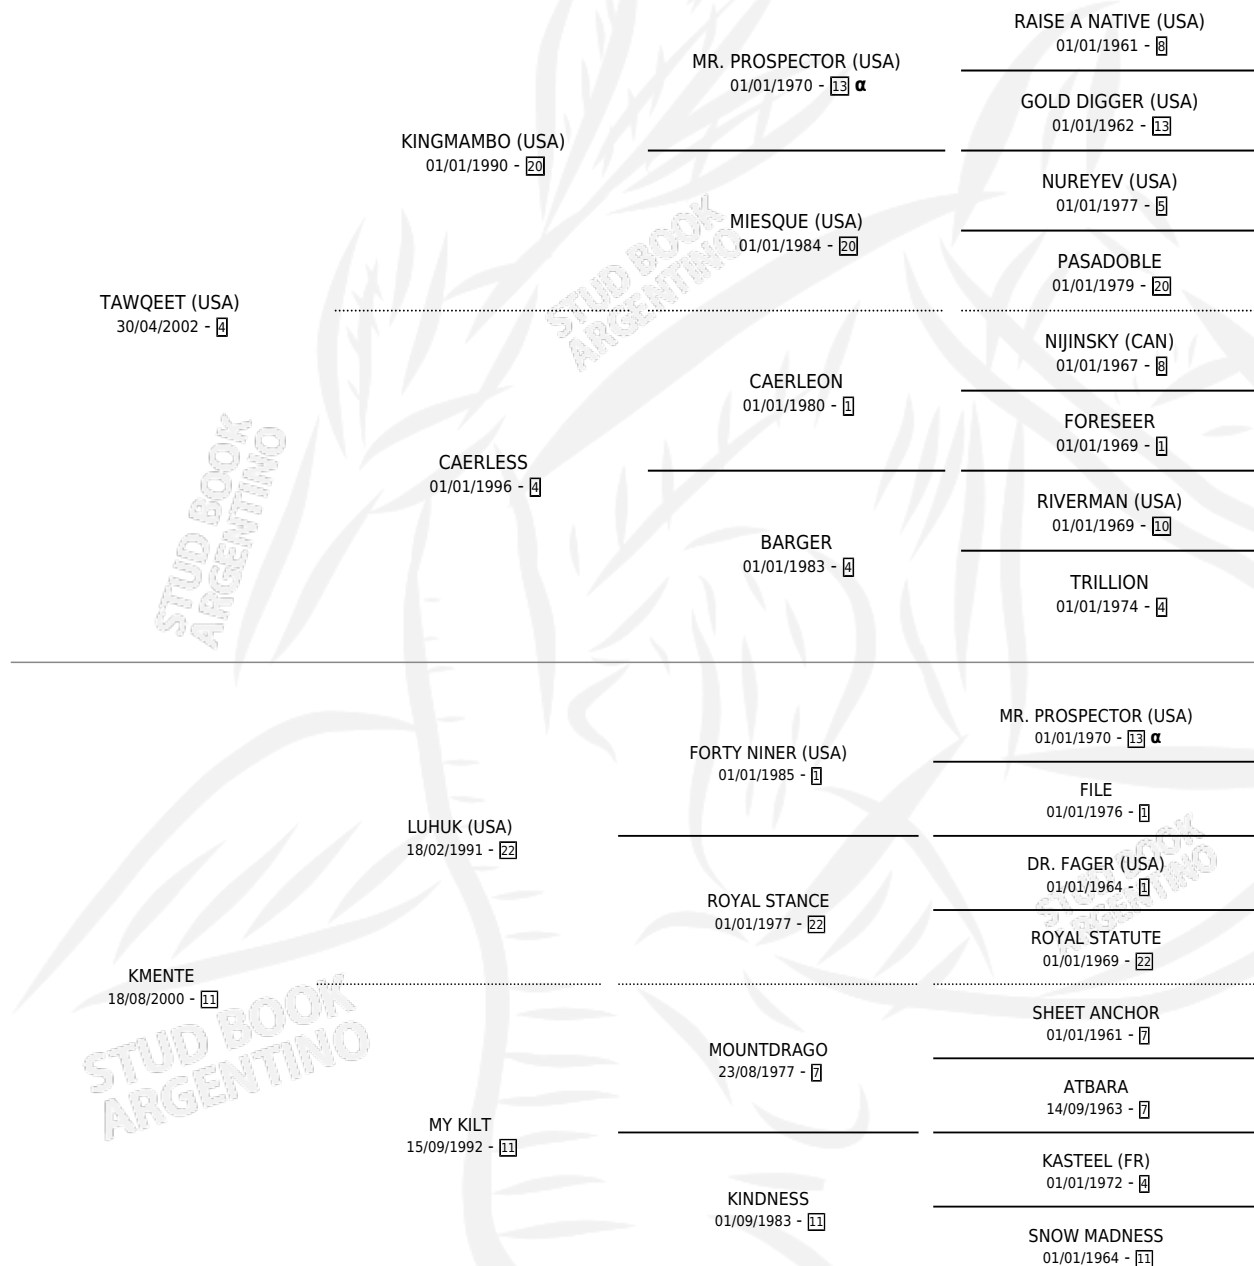 RAISE A NATIVE (USA)
01/01/1961 - 8
MR. PROSPECTOR (USA)
01/01/1970 - 13 α
GOLD DIGGER (USA)
01/01/1962 - 13
KINGMAMBO (USA)
01/01/1990 - 20
NUREYEV (USA)
01/01/1977 - 5
MIESQUE (USA)
01/01/1984 - 20
PASADOBLE
01/01/1979 - 20
TAWQEET (USA)
30/04/2002 - 4
NIJINSKY (CAN)
01/01/1967 - 8
CAERLEON
01/01/1980 - 1
FORESEER
01/01/1969 - 1
CAERLESS
01/01/1996 - 4
RIVERMAN (USA)
01/01/1969 - 10
BARGER
01/01/1983 - 4
TRILLION
01/01/1974 - 4
MR. PROSPECTOR (USA)
01/01/1970 - 13 α
FORTY NINER (USA)
01/01/1985 - 1
FILE
01/01/1976 - 1
LUHUK (USA)
18/02/1991 - 22
DR. FAGER (USA)
01/01/1964 - 1
ROYAL STANCE
01/01/1977 - 22
ROYAL STATUTE
01/01/1969 - 22
KMENTE
18/08/2000 - 11
SHEET ANCHOR
01/01/1961 - 7
MOUNTDRAGO
23/08/1977 - 7
ATBARA
14/09/1963 - 7
MY KILT
15/09/1992 - 11
KASTEEL (FR)
01/01/1972 - 4
KINDNESS
01/09/1983 - 11
SNOW MADNESS
01/01/1964 - 11
STUD BOOK
ARGENTINO
STUD BOOK
ARGENTINO
STUD BOOK
ARGENTINO
STUD BOOK
ARGENTINO